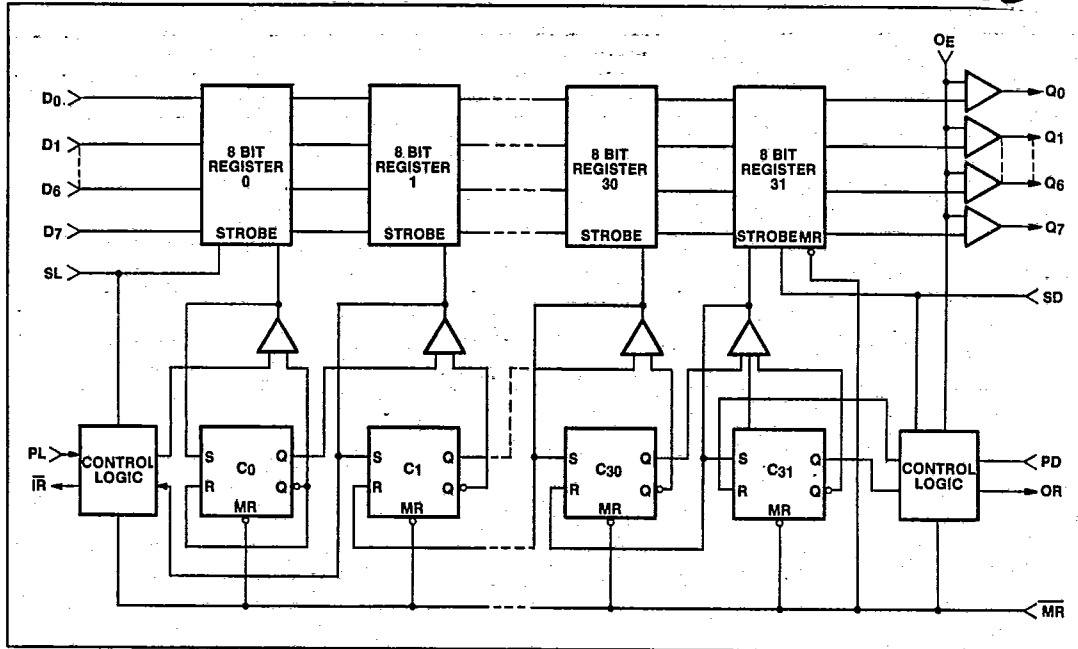 OE
D0
D1
D6
D7
SL
8 BIT
REGISTER
0
STROBE
8 BIT
REGISTER
1
STROBE
8 BIT
REGISTER
30
STROBE
8 BIT
REGISTER
31
STROBE MR
Q0
Q1
Q6
Q7
SD
PL
IR
CONTROL
LOGIC
S C0 Q
R Q
MR
S C1 Q
R Q
MR
S C30 Q
R Q
MR
S C31 Q
R Q
MR
CONTROL
LOGIC
PD
OR
MR